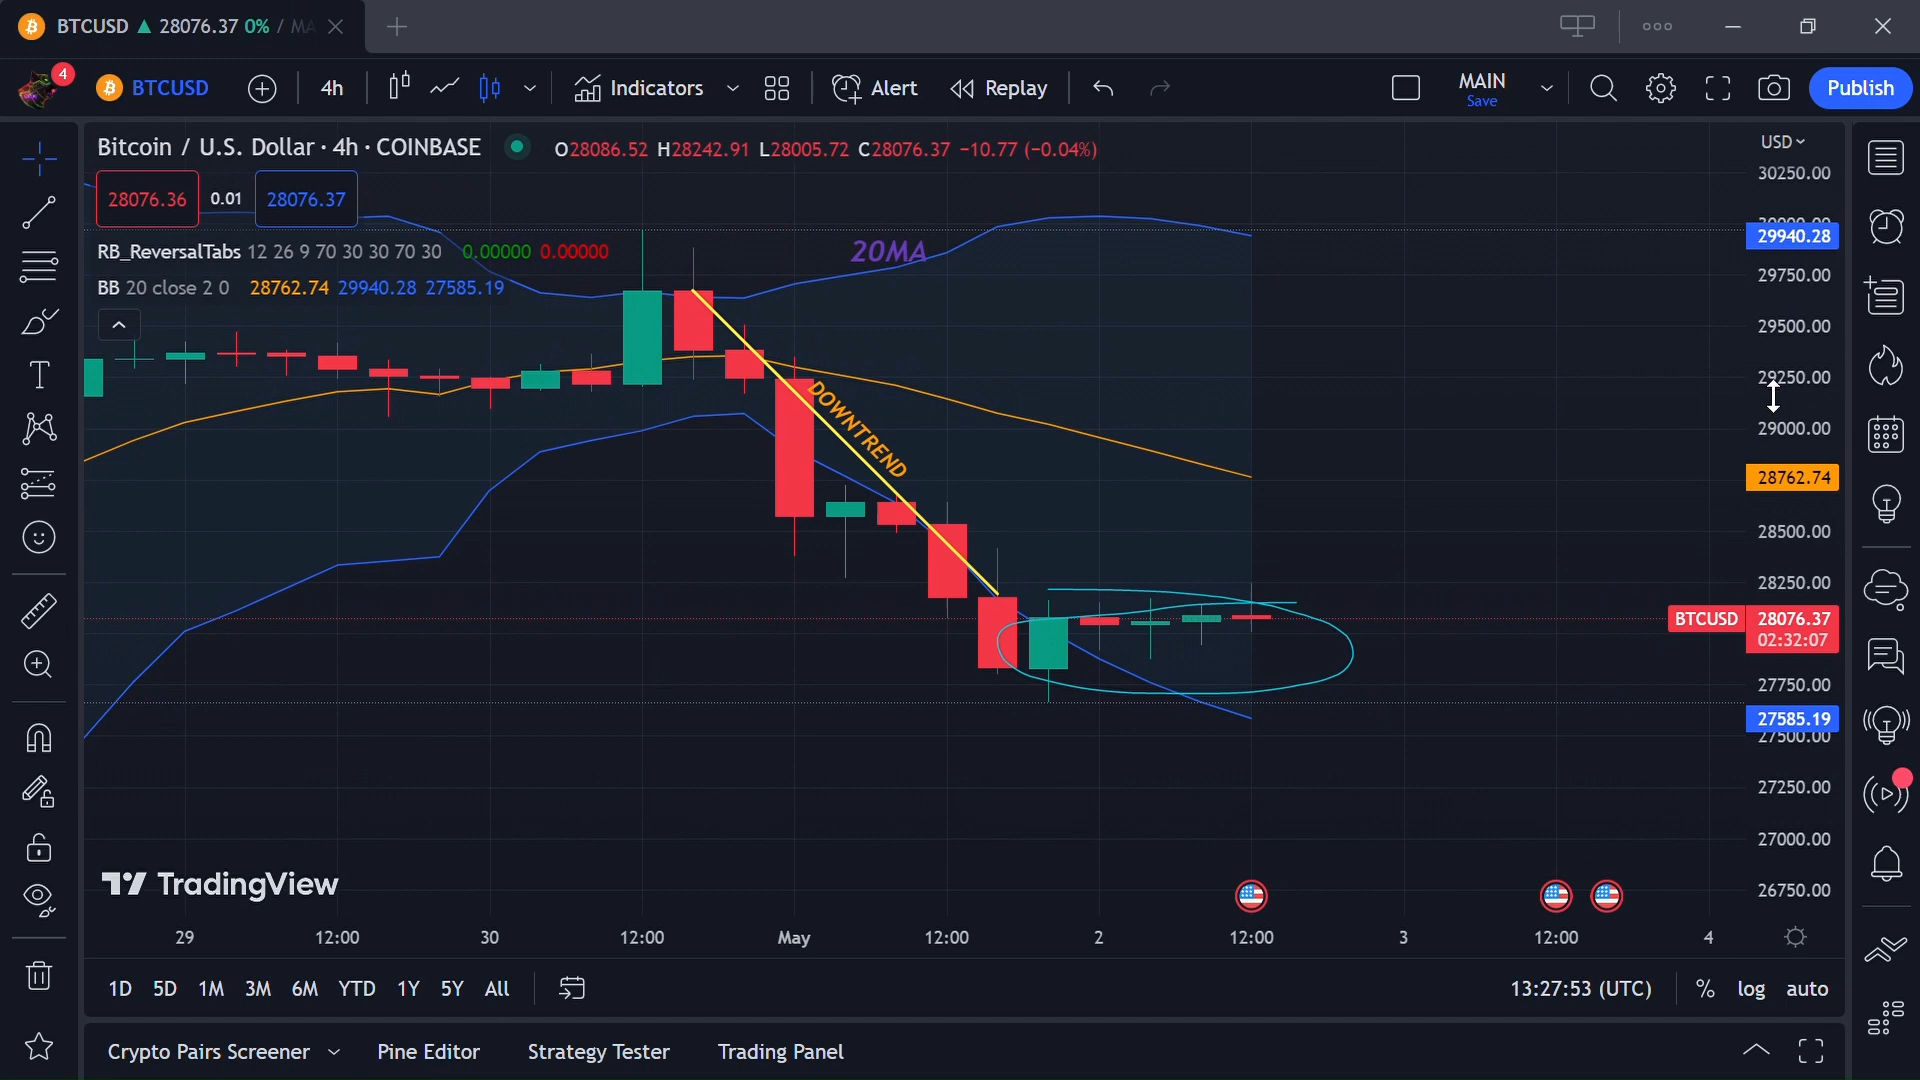 BTCUSD ▲ 28076.37 0% / MA
4
BTCUSD 4h Indicators Alert Replay MAIN Save Publish
Bitcoin / U.S. Dollar · 4h · COINBASE O28086.52 H28242.91 L28005.72 C28076.37 −10.77 (−0.04%)
USD
28076.36 0.01 28076.37
RB_ReversalTabs 12 26 9 70 30 30 70 30 0.00000 0.00000
BB 20 close 2 0 28762.74 29940.28 27585.19
20MA
DOWNTREND
30250.00
30000.00
29940.28
29750.00
29500.00
29250.00
29000.00
28762.74
28500.00
28250.00
BTCUSD 28076.37
02:32:07
27750.00
27585.19
27500.00
27250.00
27000.00
26750.00
TradingView
29 12:00 30 12:00 May 12:00 2 12:00 3 12:00 4
1D 5D 1M 3M 6M YTD 1Y 5Y All 13:27:53 (UTC) % log auto
Crypto Pairs Screener Pine Editor Strategy Tester Trading Panel